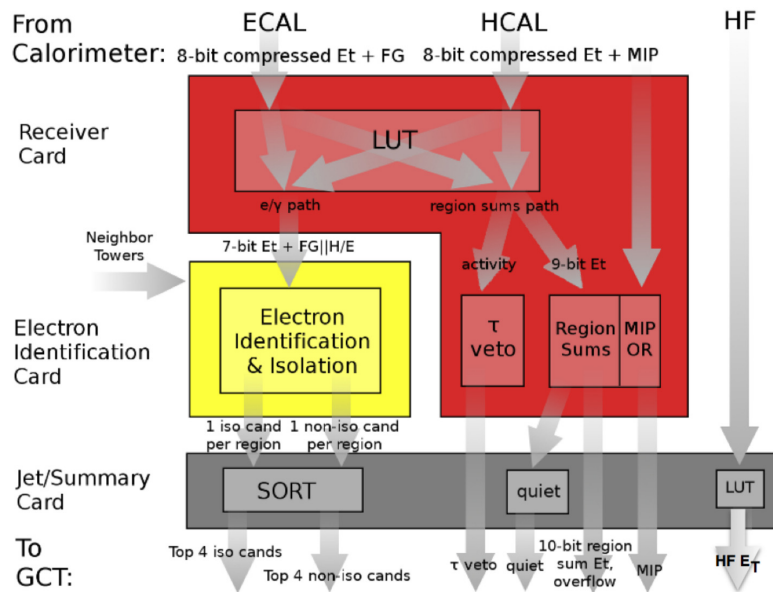 From
Calorimeter:
ECAL
HCAL
HF
8-bit compressed Et + FG
8-bit compressed Et + MIP
Receiver
Card
LUT
e/γ path
region sums path
Neighbor
Towers
7-bit Et + FG||H/E
activity
9-bit Et
Electron
Identification
Card
Electron
Identification
& Isolation
τ
veto
Region
Sums
MIP
OR
1 iso cand
per region
1 non-iso cand
per region
Jet/Summary
Card
SORT
quiet
LUT
To
GCT:
Top 4 iso cands
Top 4 non-iso cands
τ veto
quiet
10-bit region
sum Et,
overflow
MIP
HF ET